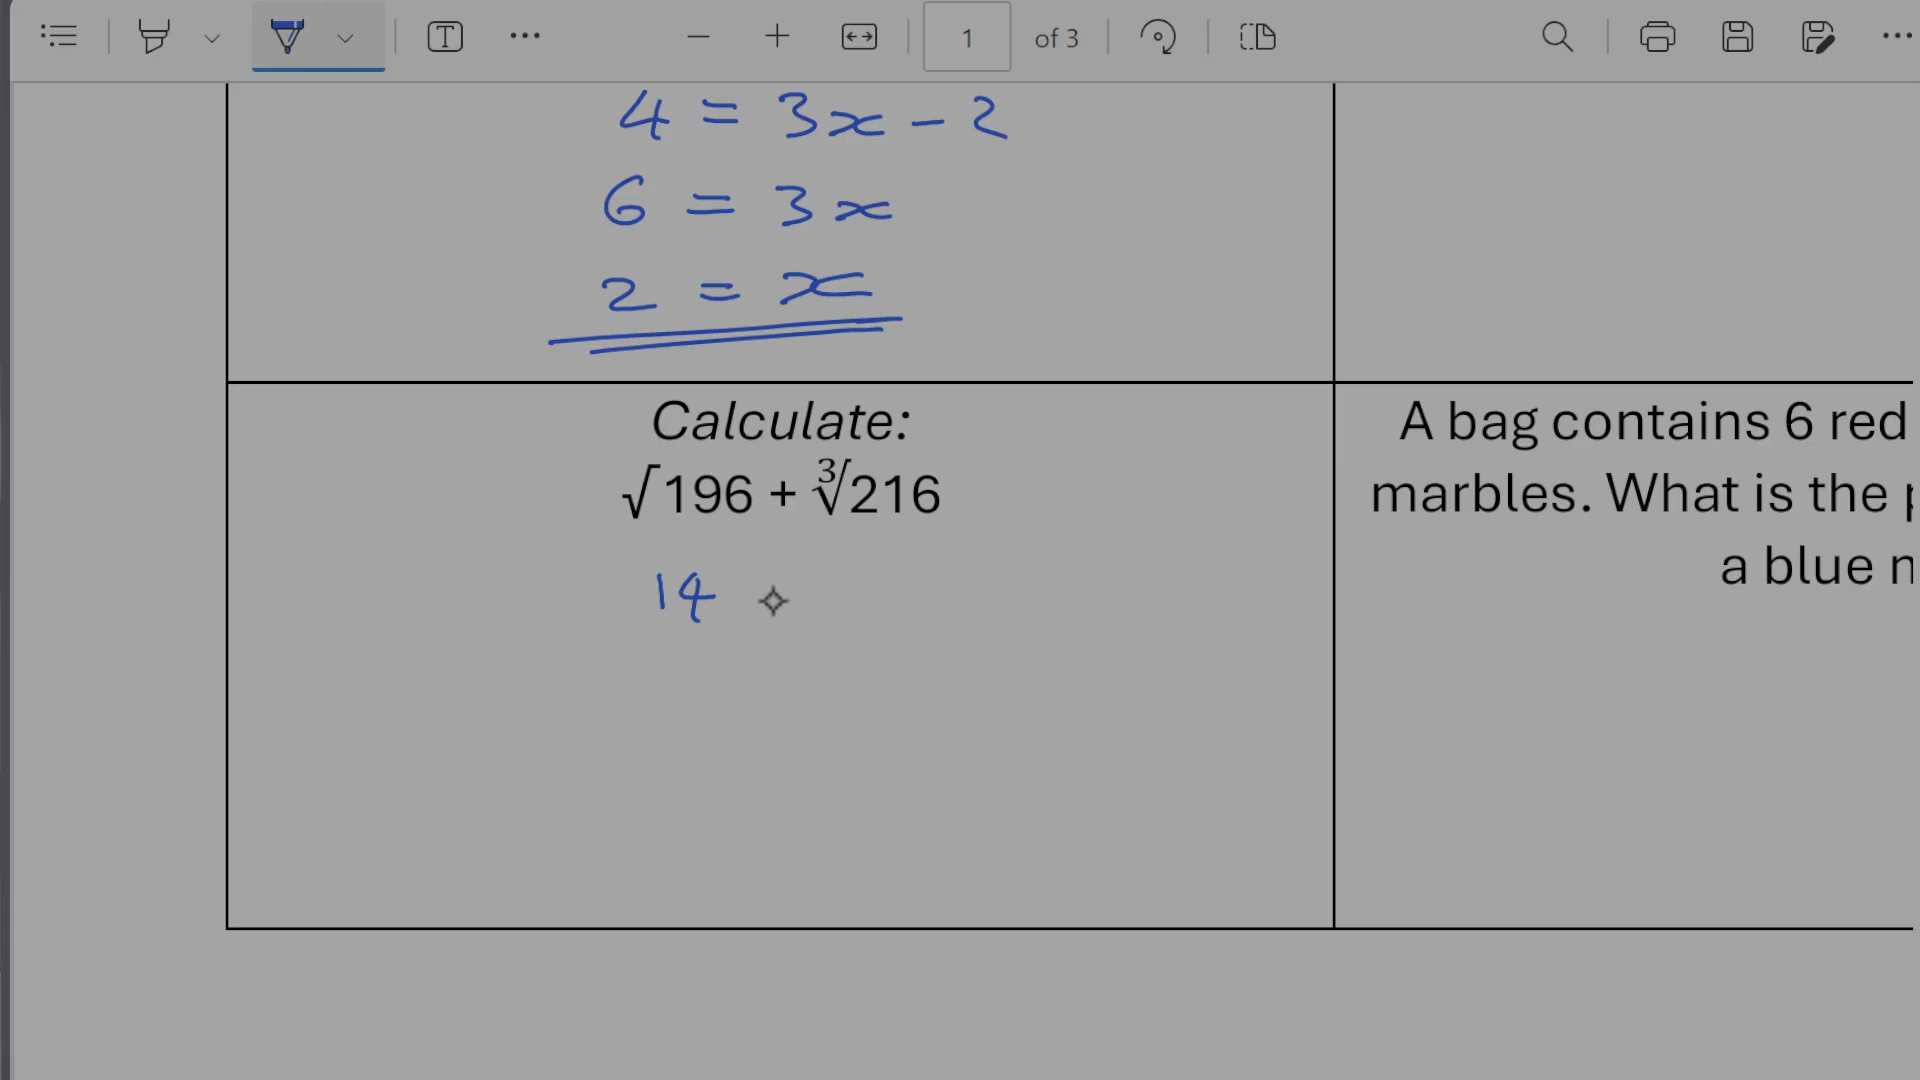 1 of 3
4 = 3x - 2
6 = 3x
2 = x
Calculate:
√196 + ∛216
14
A bag contains 6 red
marbles. What is the
a blue